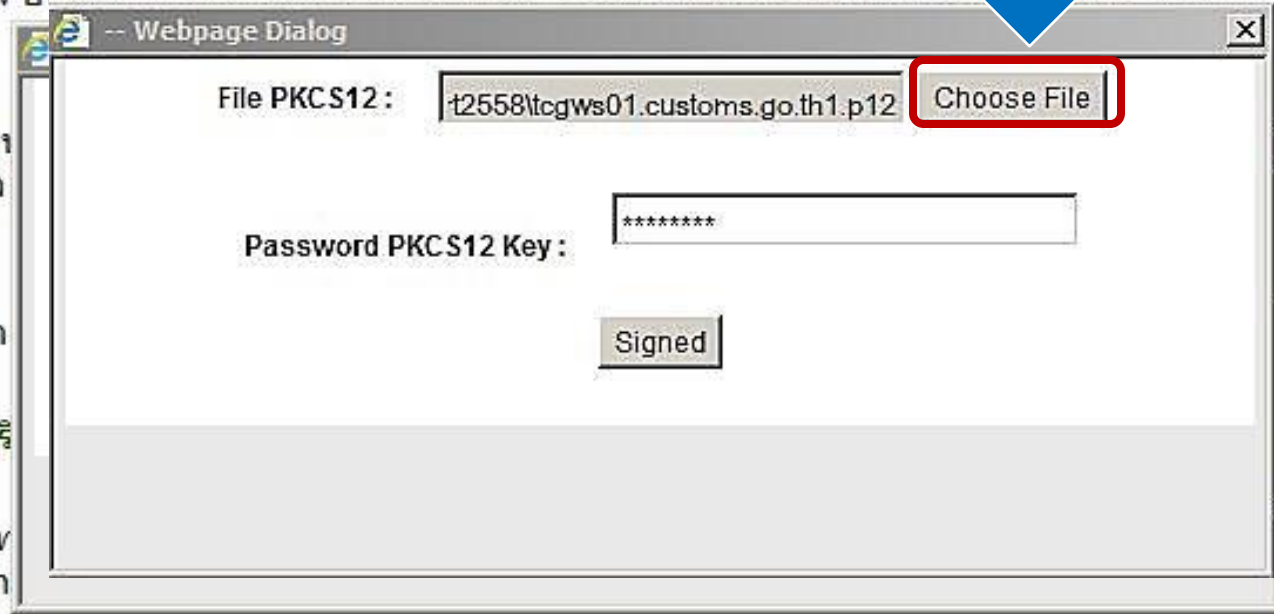 -- Webpage Dialog
File PKCS12 :
t2558\tcgws01.customs.go.th1.p12
Choose File
Password PKCS12 Key :
********
Signed